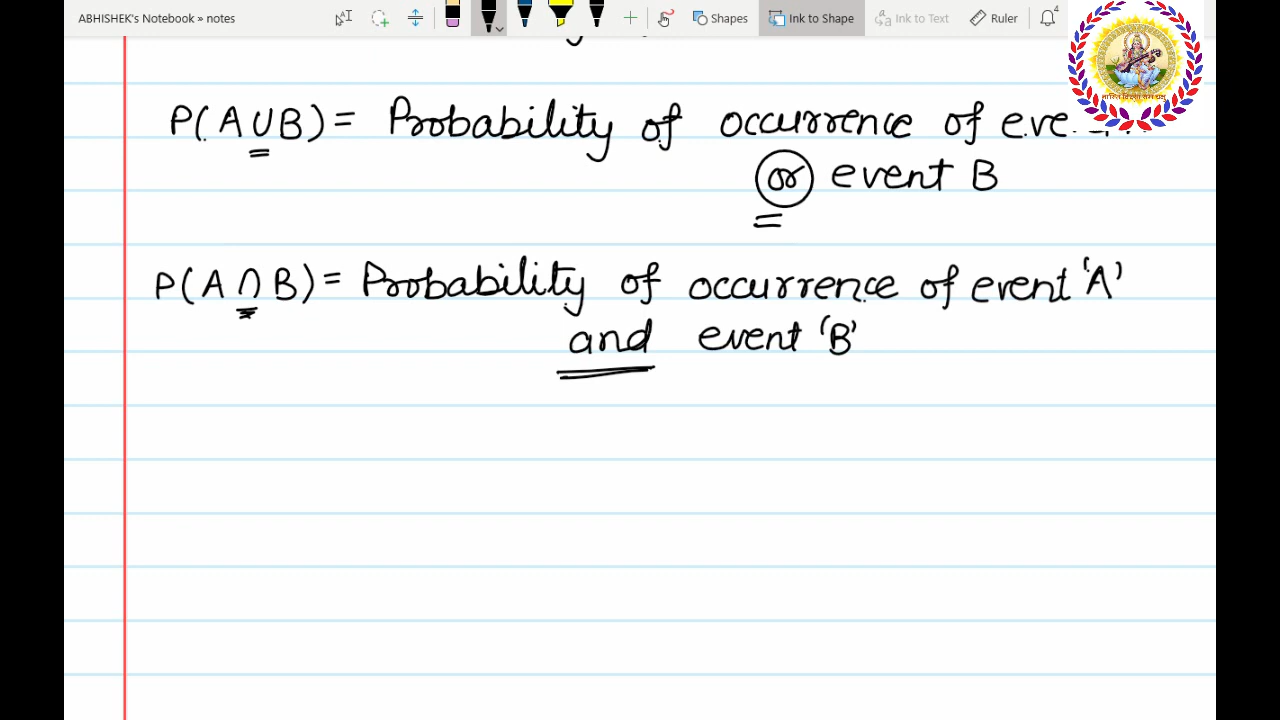 ABHISHEK's Notebook » notes
Shapes
Ink to Shape
Ink to Text
Ruler
4
P(A∪B) = Probability of occurrence of
or event B
P(A∩B) = Probability of occurrence of event 'A'
and event 'B'